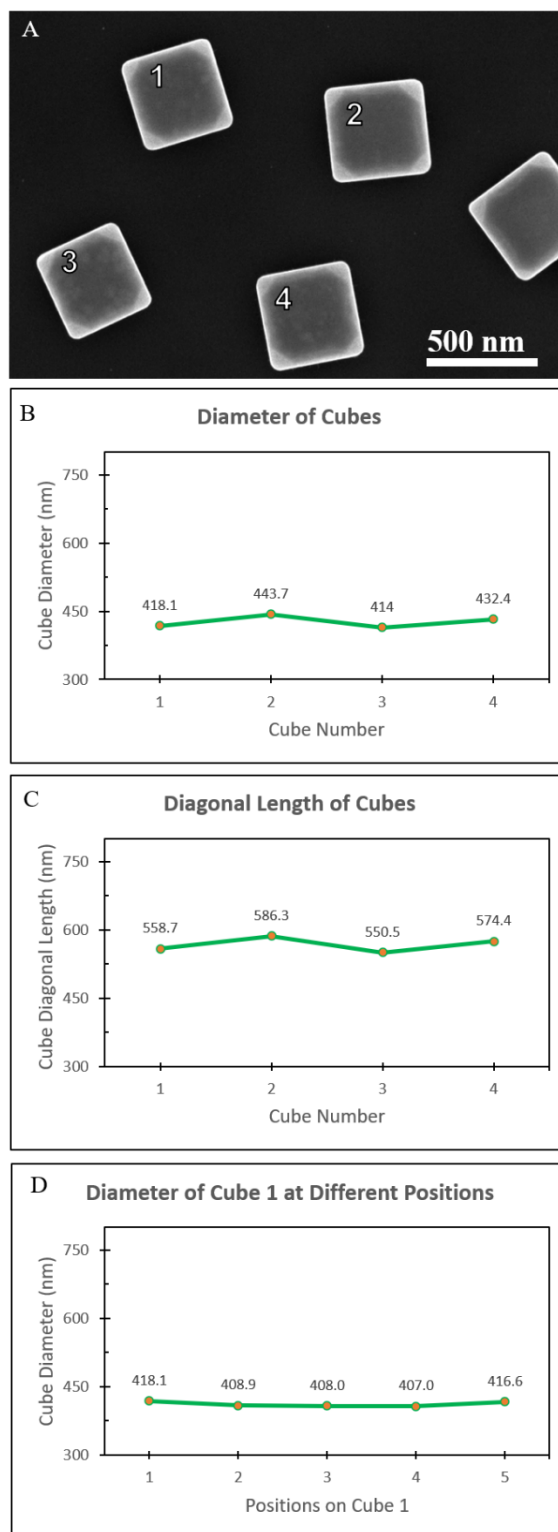 A
1
2
3
4
500 nm
B
Diameter of Cubes
Cube Diameter (nm)
750
600
450
300
418.1
443.7
414
432.4
1 2 3 4
Cube Number
C
Diagonal Length of Cubes
Cube Diagonal Length (nm)
750
600
450
300
558.7
586.3
550.5
574.4
1 2 3 4
Cube Number
D
Diameter of Cube 1 at Different Positions
Cube Diameter (nm)
750
600
450
300
418.1
408.9
408.0
407.0
416.6
1 2 3 4 5
Positions on Cube 1